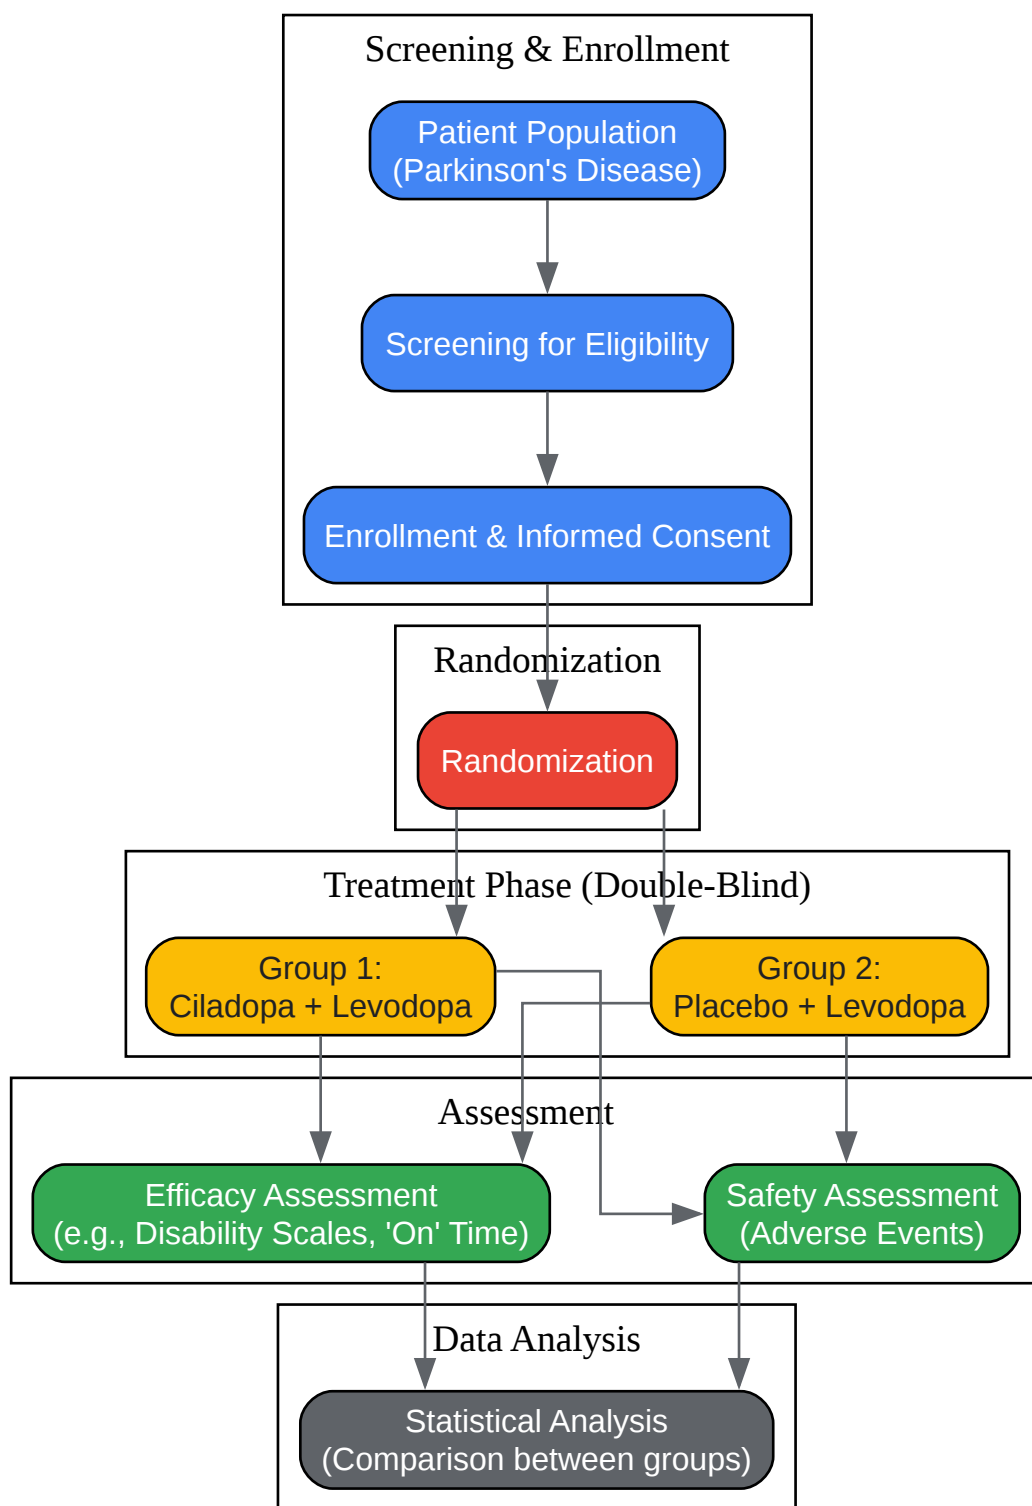 Screening & Enrollment
Patient Population
(Parkinson's Disease)
Screening for Eligibility
Enrollment & Informed Consent
Randomization
Randomization
Treatment Phase (Double-Blind)
Group 1:
Ciladopa + Levodopa
Group 2:
Placebo + Levodopa
Assessment
Efficacy Assessment
(e.g., Disability Scales, 'On' Time)
Safety Assessment
(Adverse Events)
Data Analysis
Statistical Analysis
(Comparison between groups)